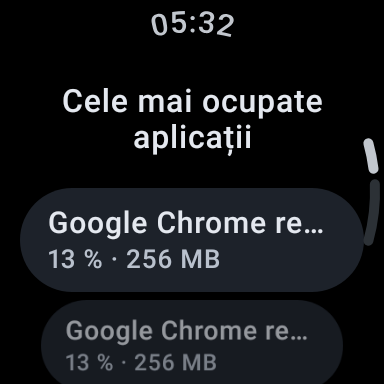 05:32
Cele mai ocupate
aplicații
Google Chrome re…
13 % · 256 MB
Google Chrome re…
13 % · 256 MB